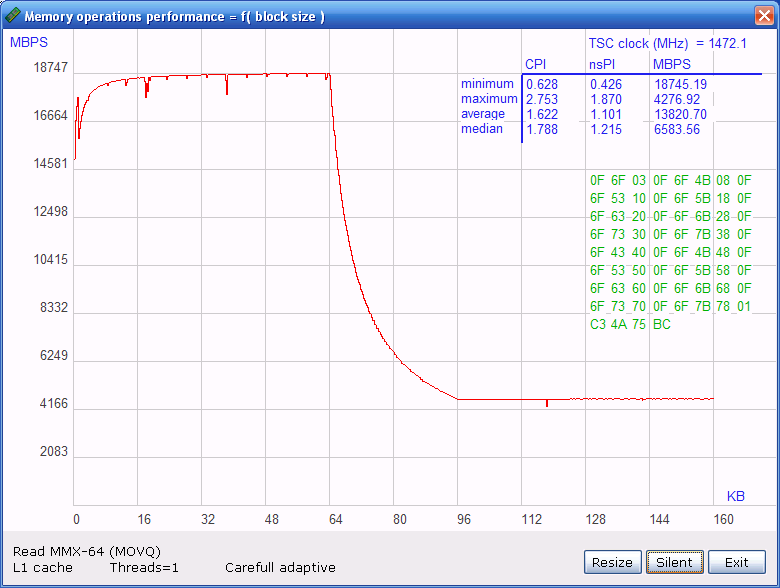 Memory operations performance = f( block size )
MBPS
TSC clock (MHz) = 1472.1
CPI nsPI MBPS
minimum 0.628 0.426 18745.19
maximum 2.753 1.870 4276.92
average 1.622 1.101 13820.70
median 1.788 1.215 6583.56
18747
16664
14581
12498
10415
8332
6249
4166
2083
0F 6F 03 0F 6F 4B 08 0F
6F 53 10 0F 6F 5B 18 0F
6F 63 20 0F 6F 6B 28 0F
6F 73 30 0F 6F 7B 38 0F
6F 43 40 0F 6F 4B 48 0F
6F 53 50 0F 6F 5B 58 0F
6F 63 60 0F 6F 6B 68 0F
6F 73 70 0F 6F 7B 78 01
C3 4A 75 BC
KB
0 16 32 48 64 80 96 112 128 144 160
Read MMX-64 (MOVQ)
L1 cache Threads=1 Carefull adaptive
Resize Silent Exit